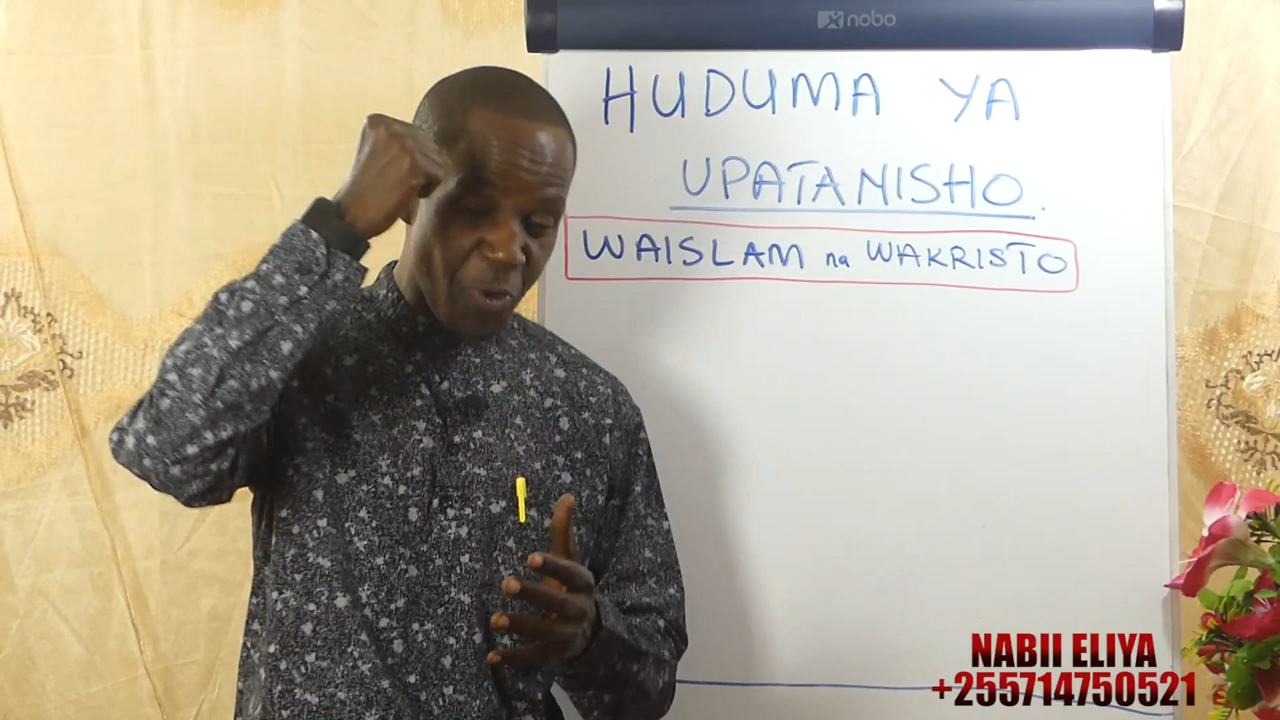 nobo
HUDUMA YA
UPATANISHO.
WAISLAM na WAKRISTO
NABII ELIYA
+255714750521